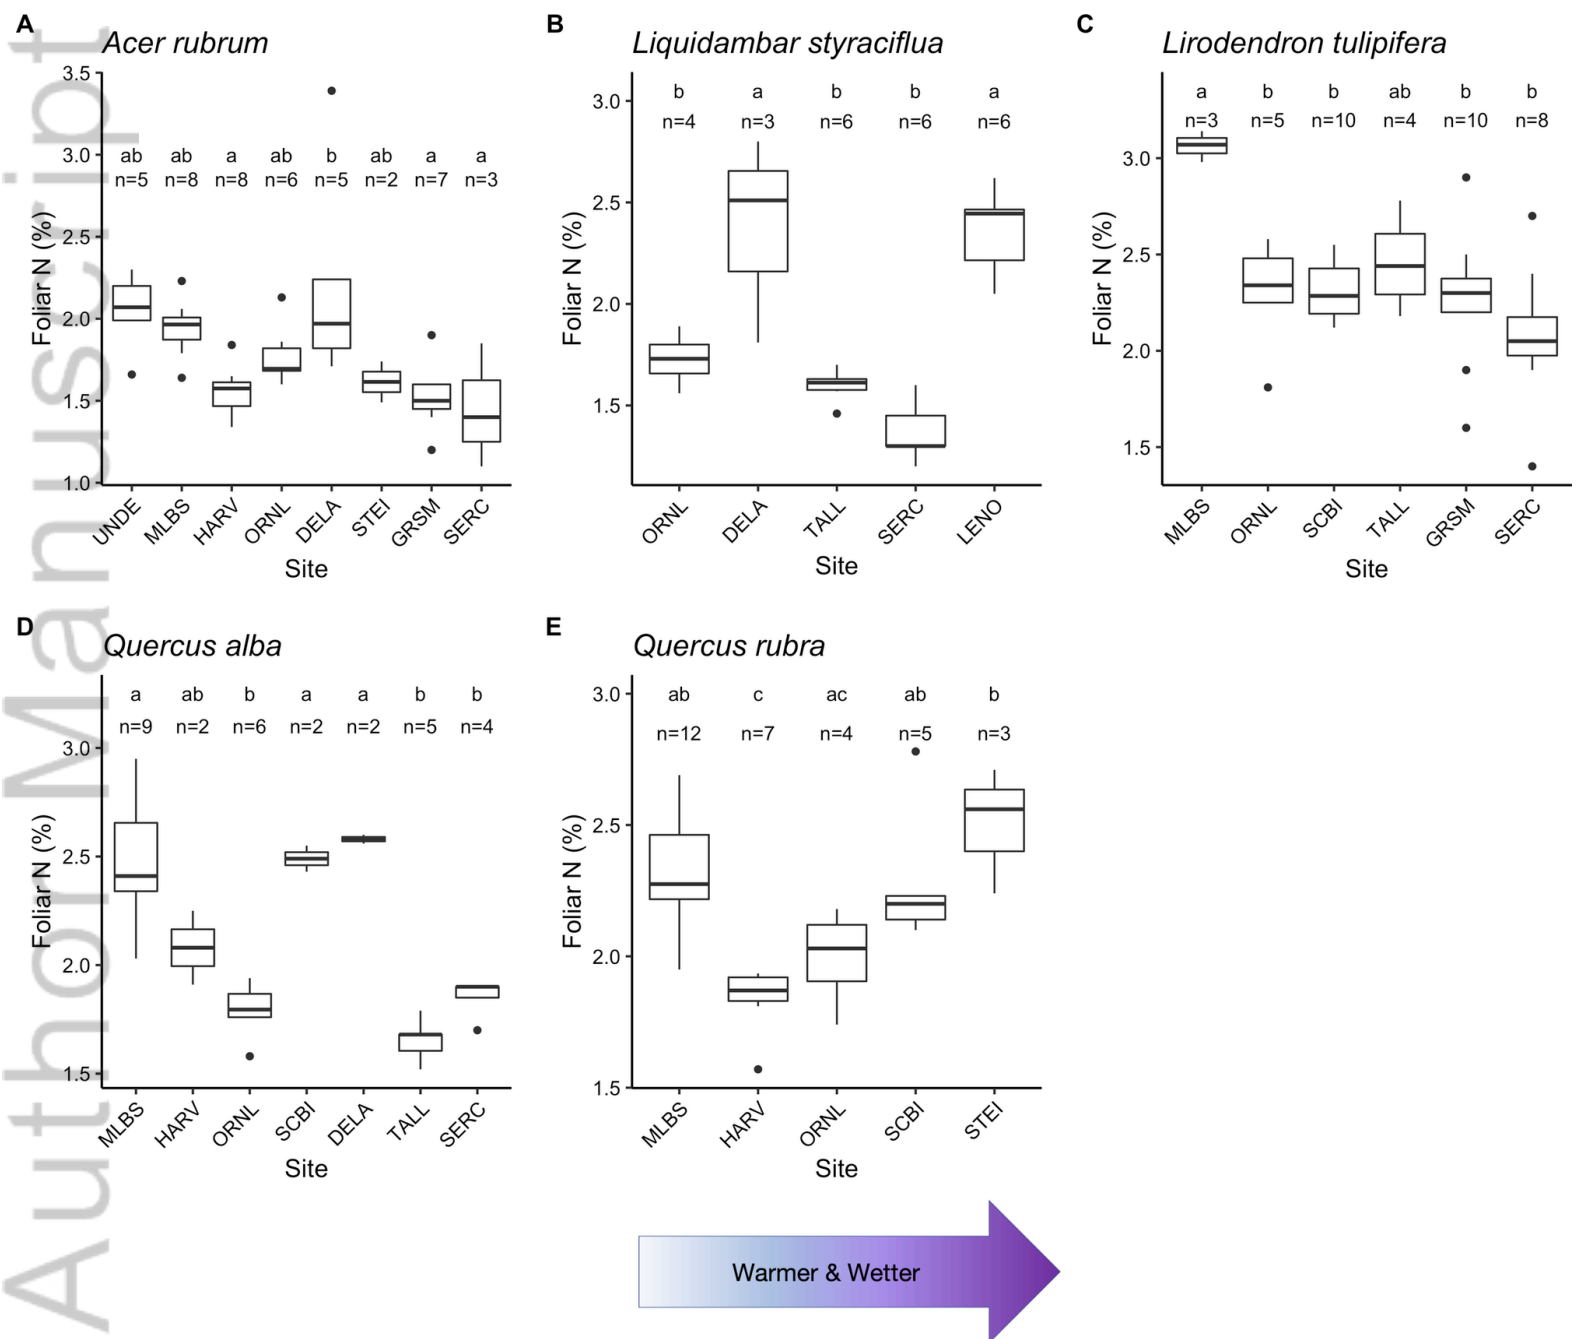 Author Manuscript
A
Acer rubrum
3.5
3.0
2.5
2.0
1.5
1.0
Foliar N (%)
ab ab a ab b ab a a
n=5 n=8 n=8 n=6 n=5 n=2 n=7 n=3
UNDE MLBS HARV ORNL DELA STEI GRSM SERC
Site
B
Liquidambar styraciflua
3.0
2.5
2.0
1.5
Foliar N (%)
b a b b a
n=4 n=3 n=6 n=6 n=6
ORNL DELA TALL SERC LENO
Site
C
Lirodendron tulipifera
3.0
2.5
2.0
1.5
Foliar N (%)
a b b ab b b
n=3 n=5 n=10 n=4 n=10 n=8
MLBS ORNL SCBI TALL GRSM SERC
Site
D
Quercus alba
3.0
2.5
2.0
1.5
Foliar N (%)
a ab b a a b b
n=9 n=2 n=6 n=2 n=2 n=5 n=4
MLBS HARV ORNL SCBI DELA TALL SERC
Site
E
Quercus rubra
3.0
2.5
2.0
1.5
Foliar N (%)
ab c ac ab b
n=12 n=7 n=4 n=5 n=3
MLBS HARV ORNL SCBI STEI
Site
Warmer & Wetter